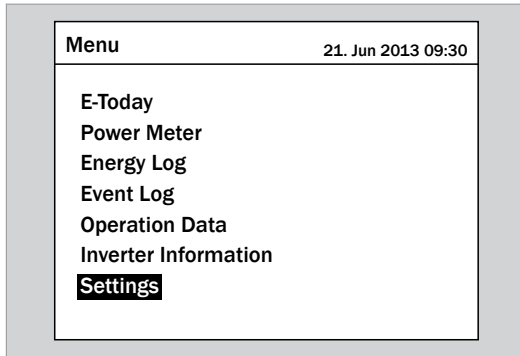 Menu 21. Jun 2013 09:30
E-Today
Power Meter
Energy Log
Event Log
Operation Data
Inverter Information
Settings